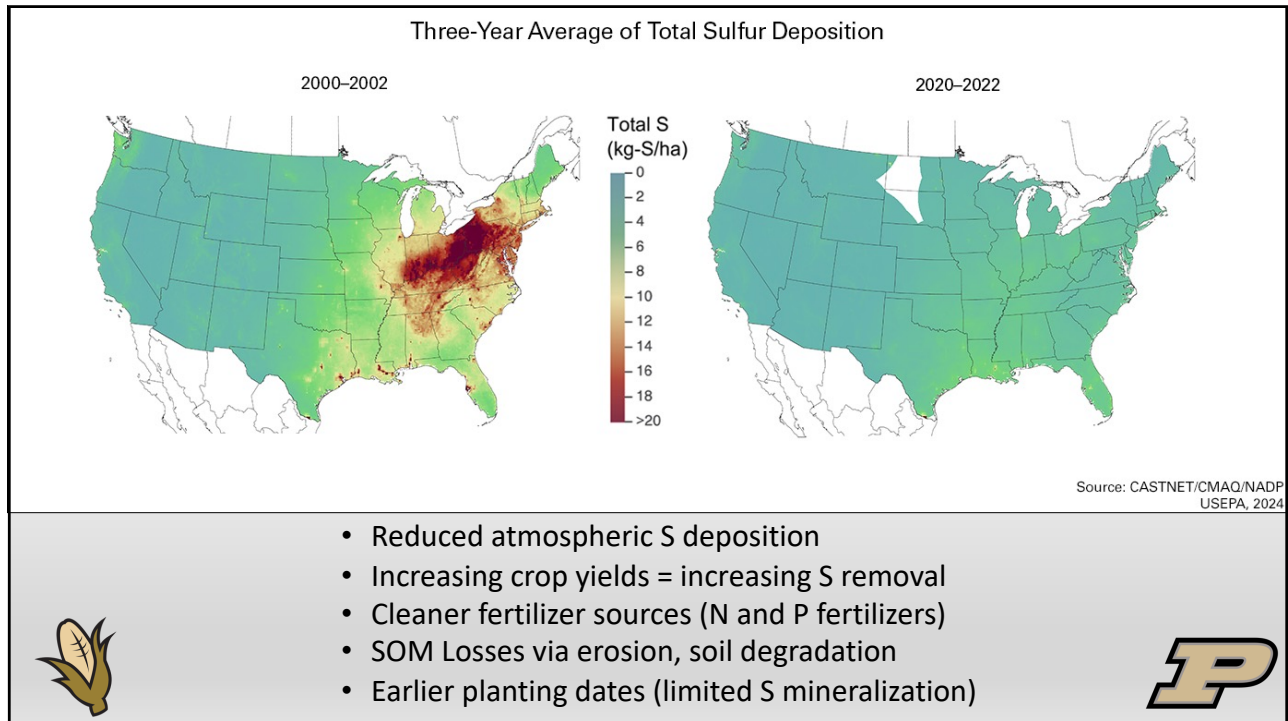 Three-Year Average of Total Sulfur Deposition
2000–2002
2020–2022
Total S
(kg-S/ha)
0
2
4
6
8
10
12
14
16
18
>20
Source: CASTNET/CMAQ/NADP
USEPA, 2024
• Reduced atmospheric S deposition
• Increasing crop yields = increasing S removal
• Cleaner fertilizer sources (N and P fertilizers)
• SOM Losses via erosion, soil degradation
• Earlier planting dates (limited S mineralization)
P